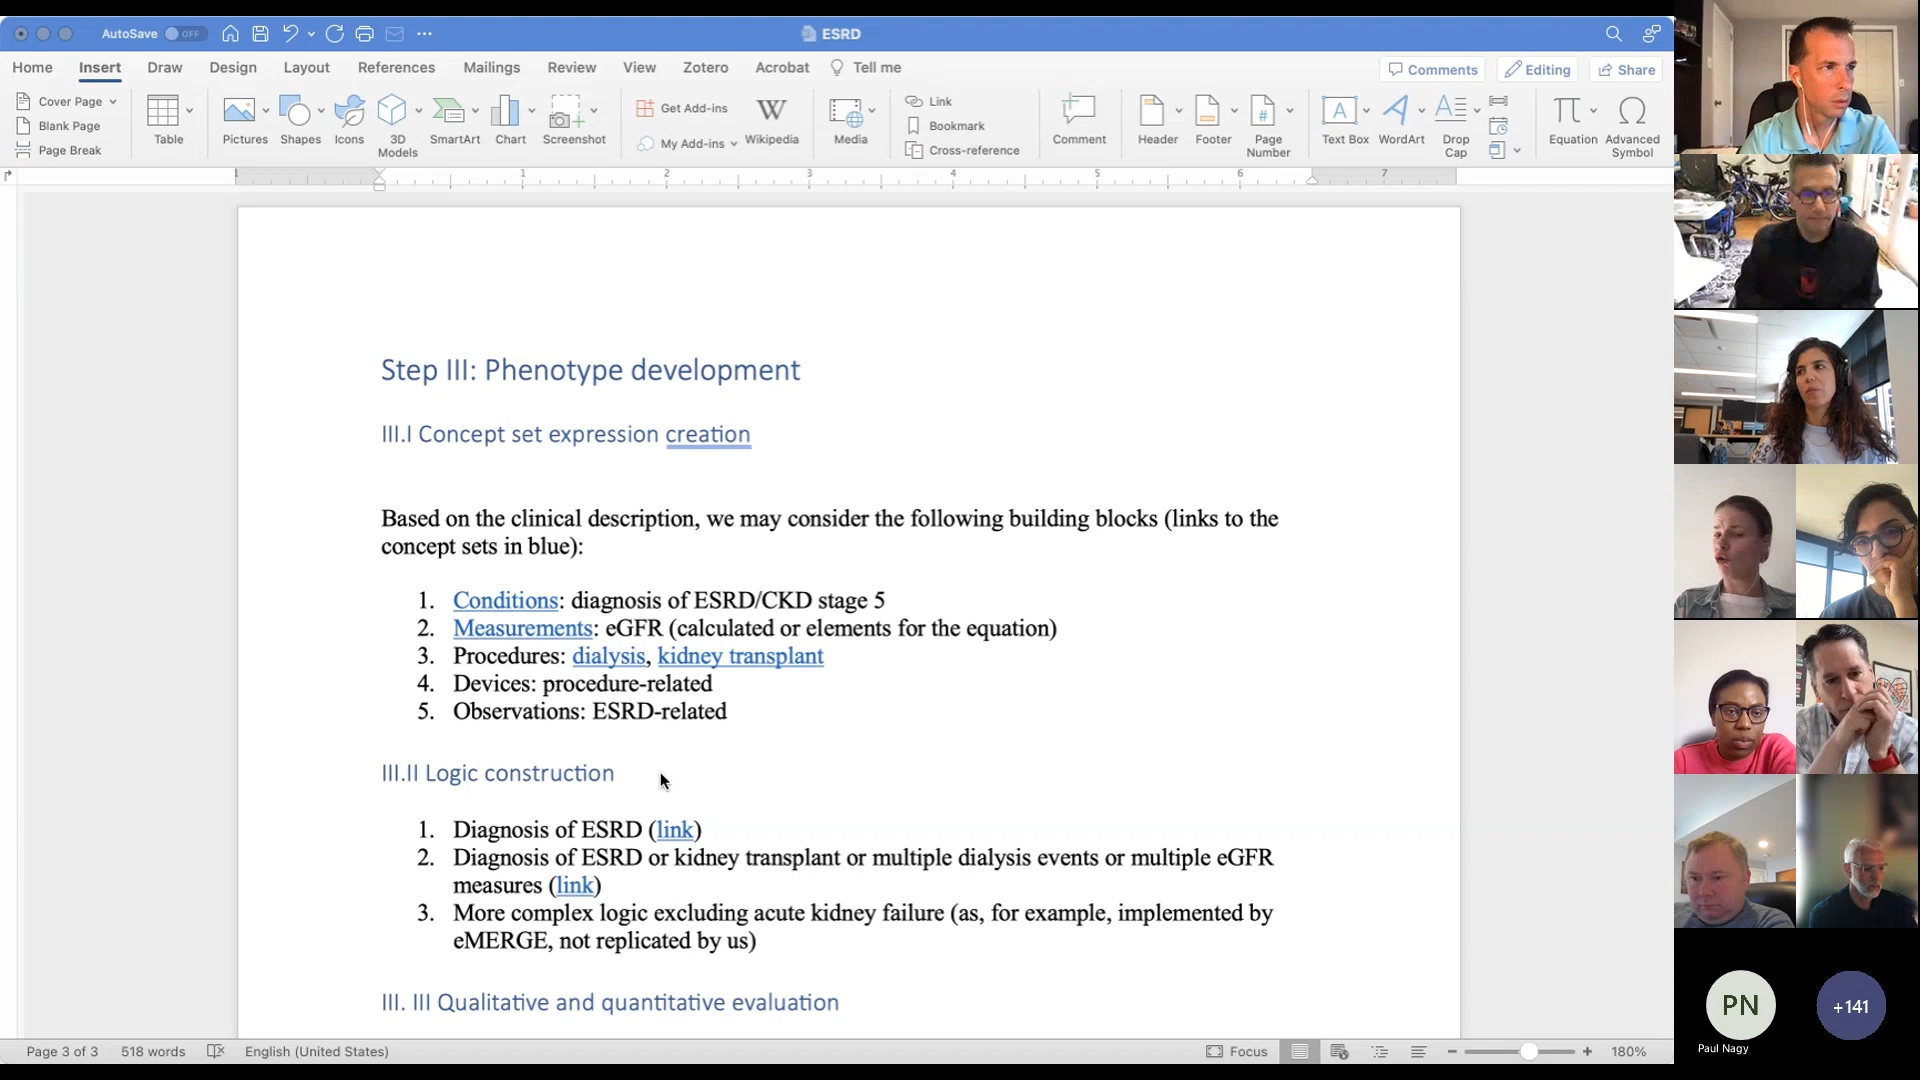 AutoSave OFF
ESRD
Home Insert Draw Design Layout References Mailings Review View Zotero Acrobat Tell me
Comments Editing Share
Cover Page
Blank Page
Page Break
Table
Pictures
Shapes
Icons
3D
Models
SmartArt
Chart
Screenshot
Get Add-ins
My Add-ins
W
Wikipedia
Media
Link
Bookmark
Cross-reference
Comment
Header
Footer
Page
Number
Text Box
WordArt
Drop
Cap
Equation
Advanced
Symbol
1 1 2 3 4 5 6 7
Step III: Phenotype development
III.I Concept set expression creation
Based on the clinical description, we may consider the following building blocks (links to the
concept sets in blue):
1. Conditions: diagnosis of ESRD/CKD stage 5
2. Measurements: eGFR (calculated or elements for the equation)
3. Procedures: dialysis, kidney transplant
4. Devices: procedure-related
5. Observations: ESRD-related
III.II Logic construction
1. Diagnosis of ESRD (link)
2. Diagnosis of ESRD or kidney transplant or multiple dialysis events or multiple eGFR
measures (link)
3. More complex logic excluding acute kidney failure (as, for example, implemented by
eMERGE, not replicated by us)
III. III Qualitative and quantitative evaluation
Page 3 of 3 518 words English (United States) Focus 180%
PN
Paul Nagy
+141